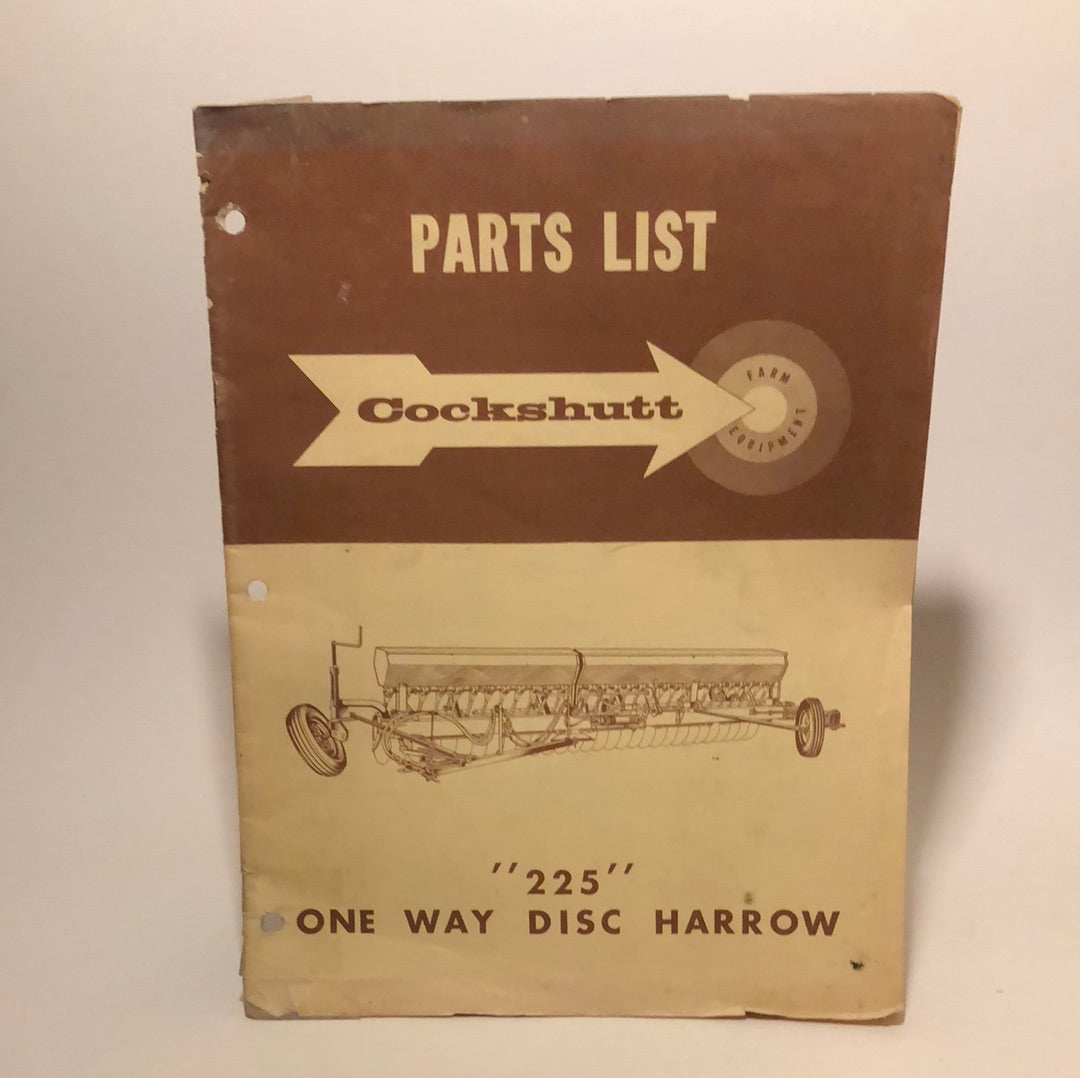 PARTS LIST
Cockshutt
FARM
EQUIPMENT
"225"
ONE WAY DISC HARROW